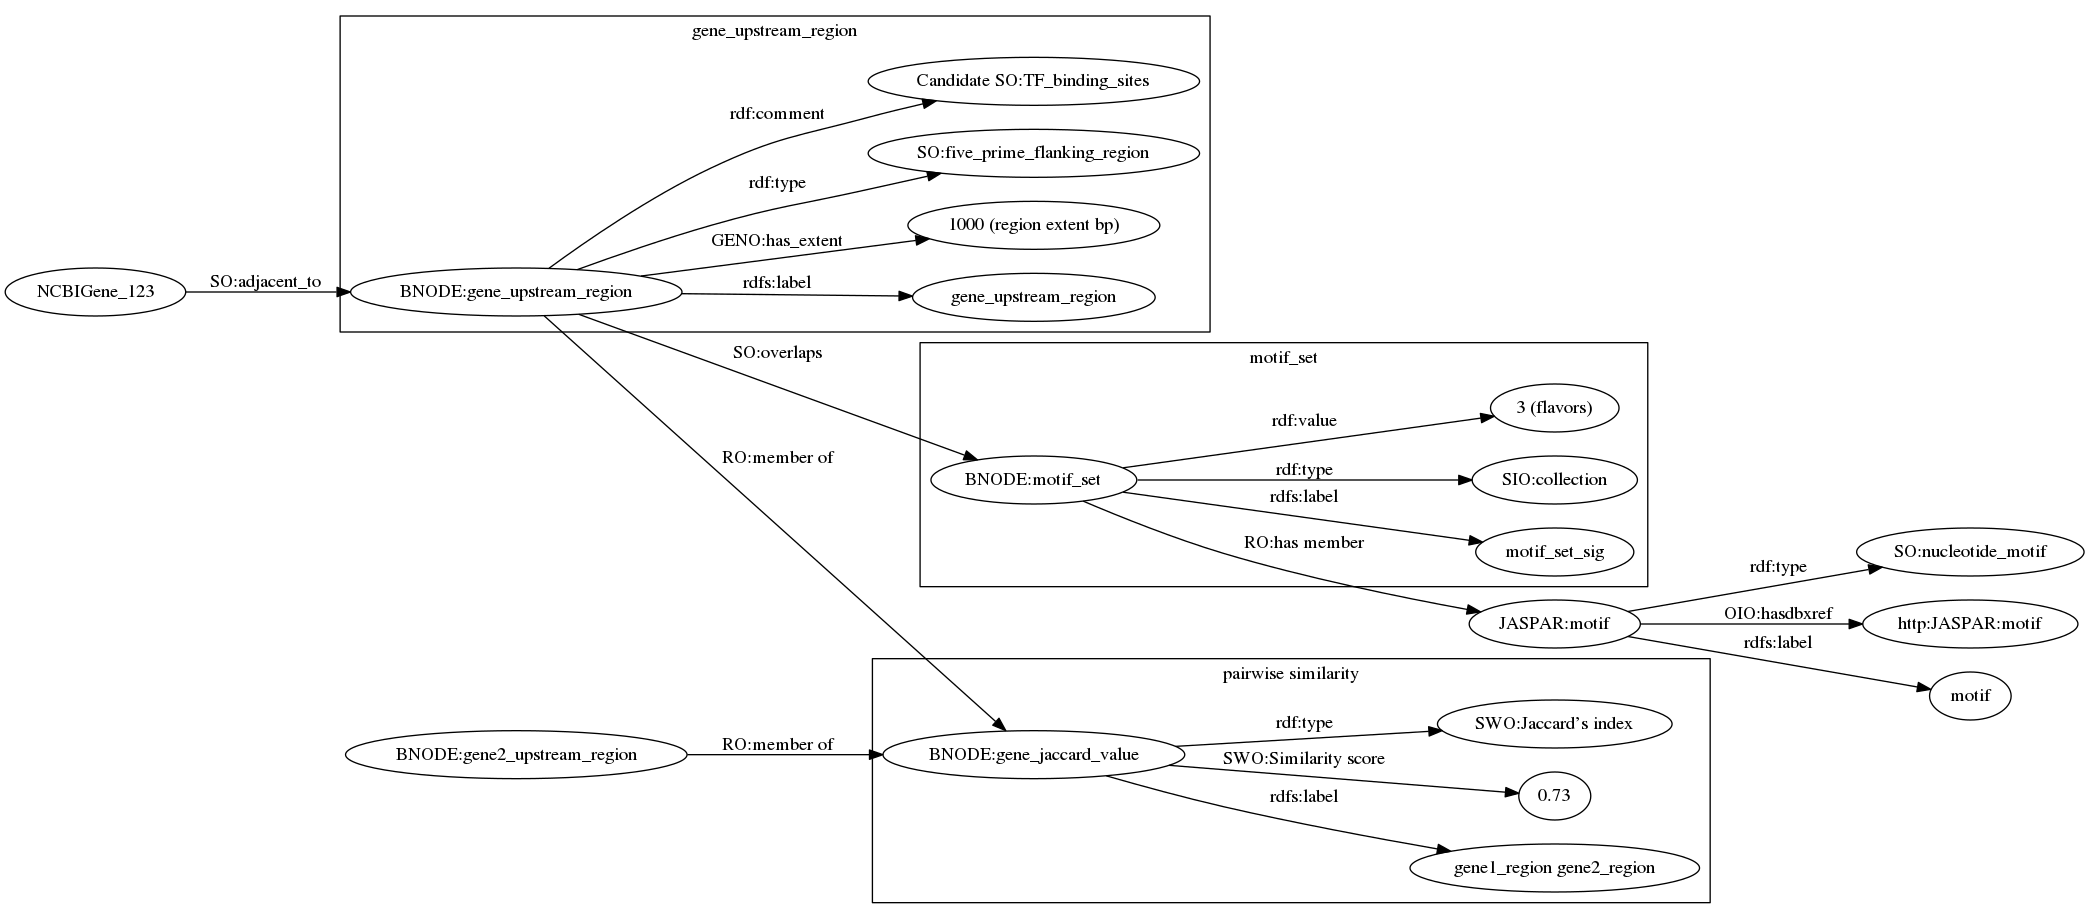 gene_upstream_region
Candidate SO:TF_binding_sites
rdf:comment
SO:five_prime_flanking_region
rdf:type
1000 (region extent bp)
GENO:has_extent
NCBIGene_123
SO:adjacent_to
BNODE:gene_upstream_region
rdfs:label
gene_upstream_region
SO:overlaps
motif_set
3 (flavors)
rdf:value
RO:member of
BNODE:motif_set
rdf:type
SIO:collection
rdfs:label
RO:has member
motif_set_sig
SO:nucleotide_motif
rdf:type
JASPAR:motif
OIO:hasdbxref
http:JASPAR:motif
rdfs:label
motif
pairwise similarity
rdf:type
SWO:Jaccard's index
BNODE:gene2_upstream_region
RO:member of
BNODE:gene_jaccard_value
SWO:Similarity score
0.73
rdfs:label
gene1_region gene2_region